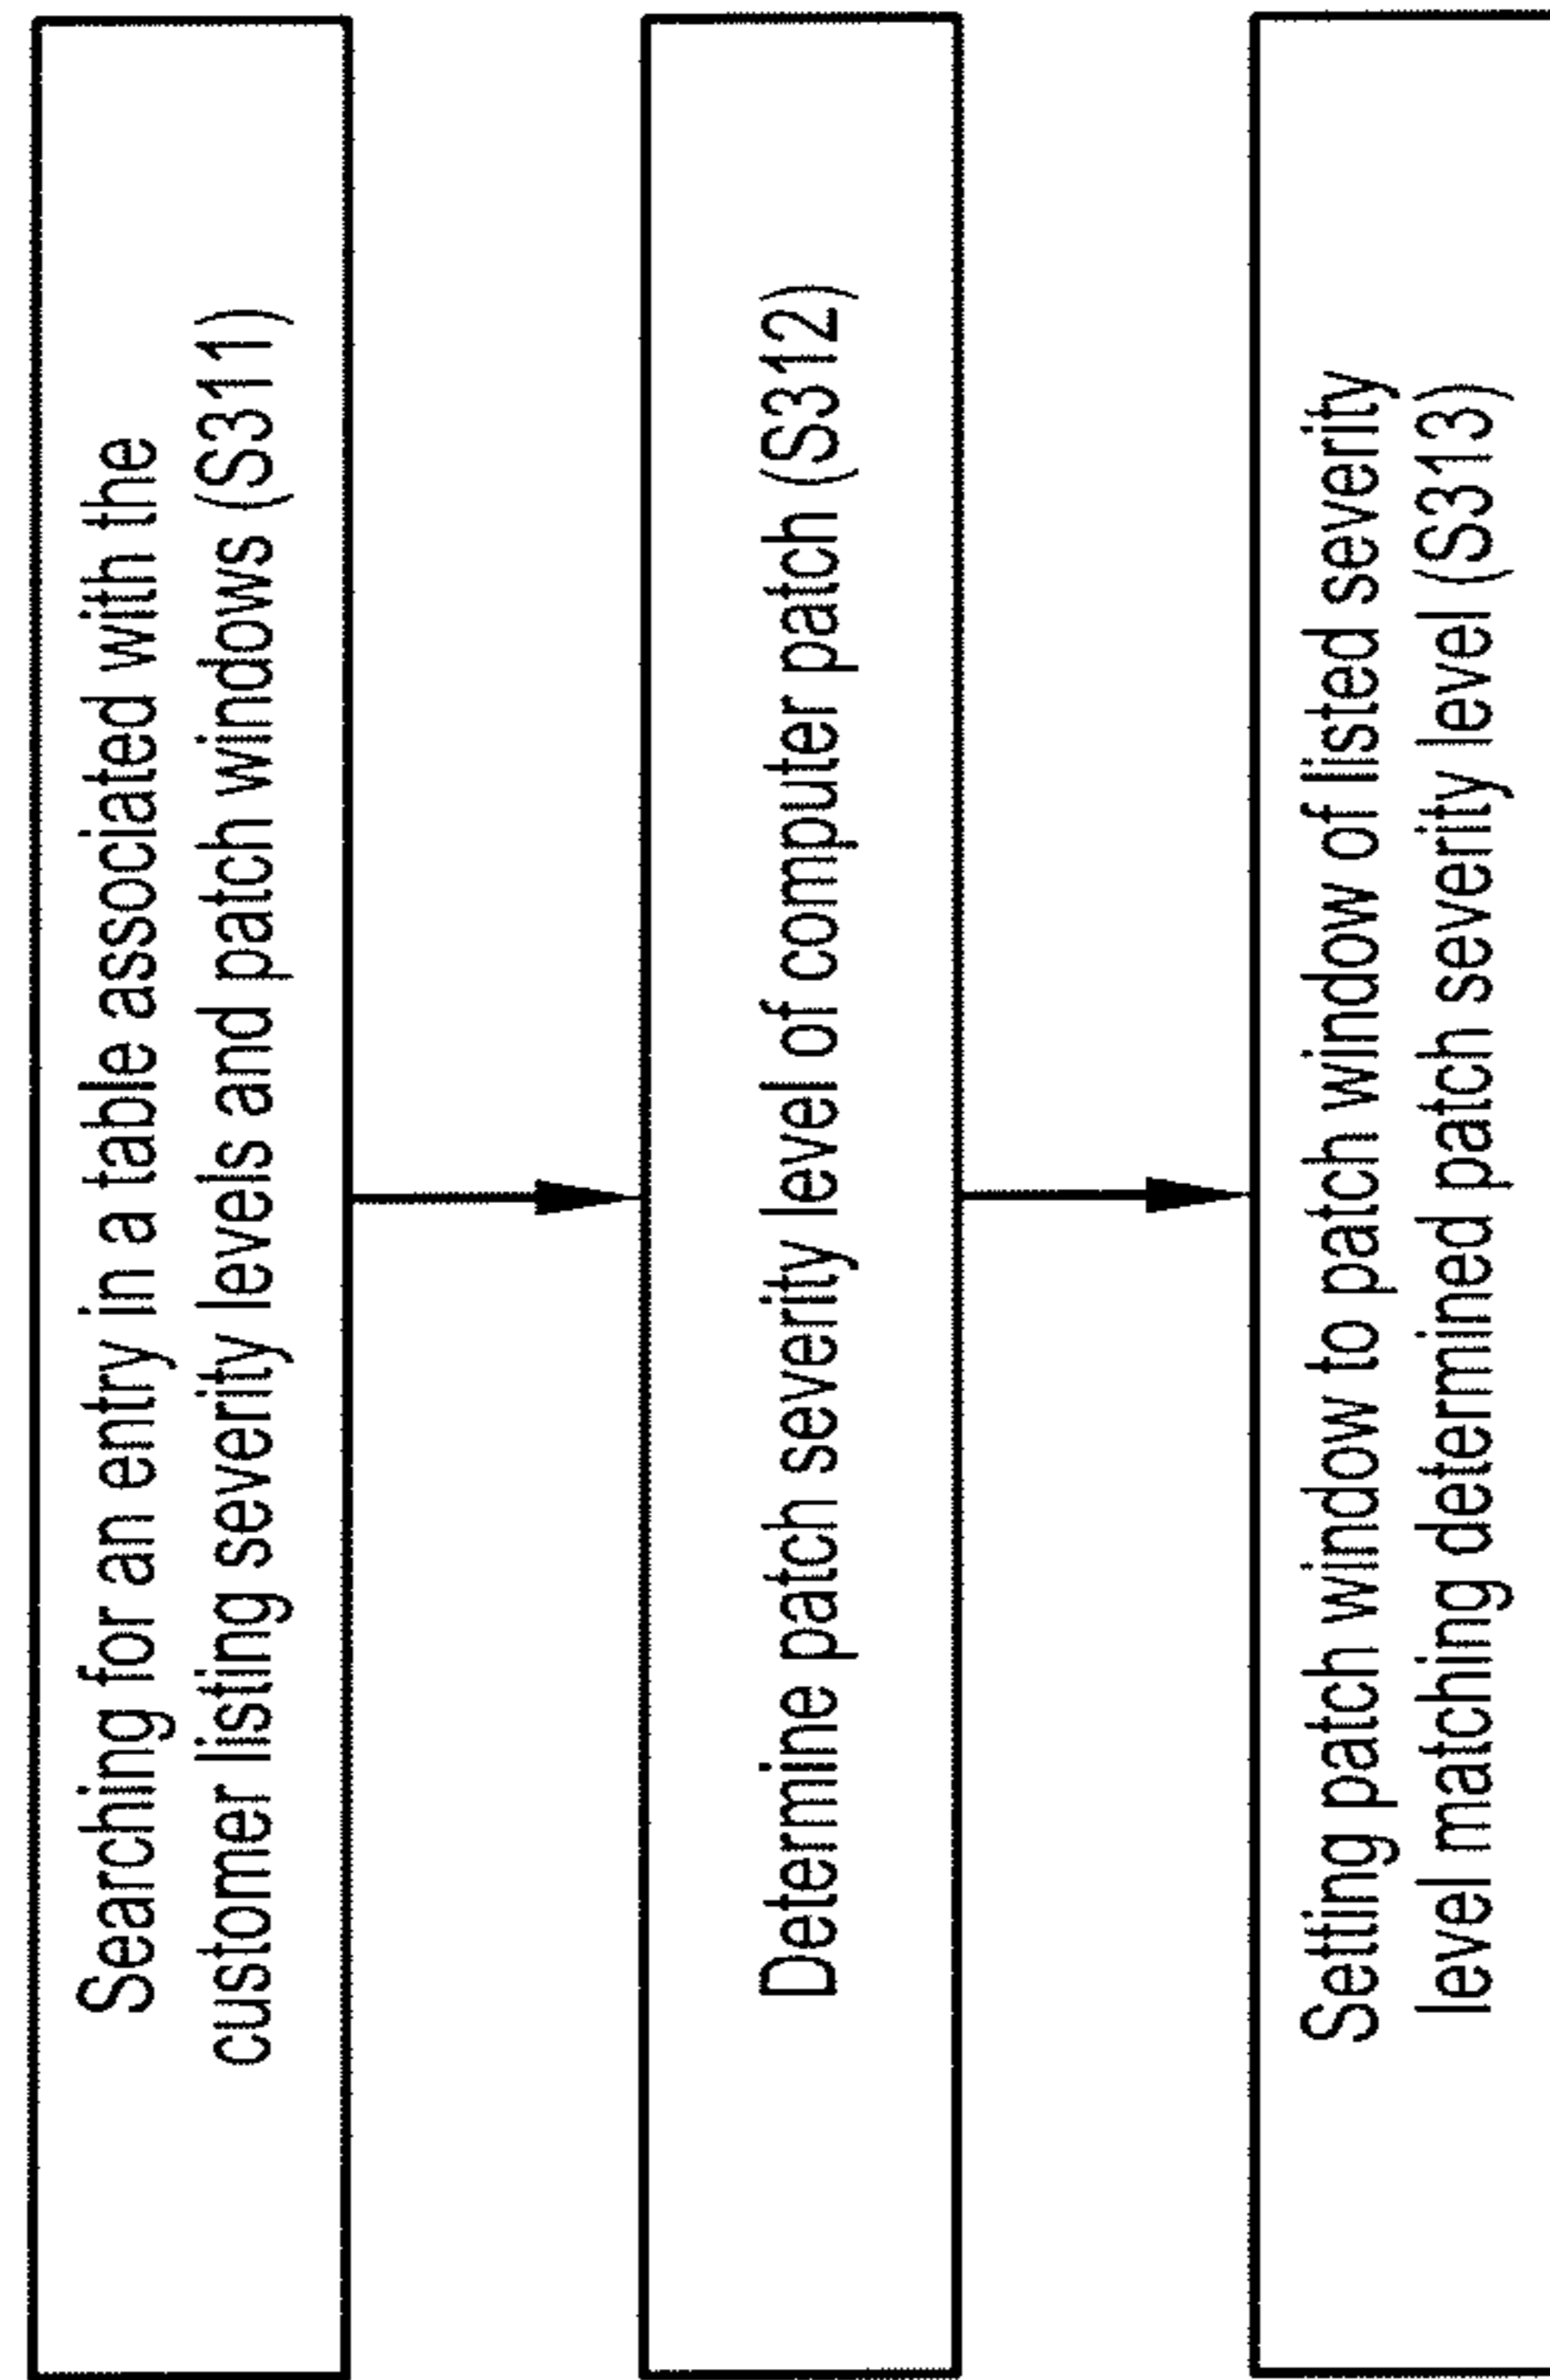 Searching for an entry in a table associated with the
customer listing severity levels and patch windows (S311)
Determine patch severity level of computer patch (S312)
Setting patch window to patch window of listed severity
level matching determined patch severity level (S313)